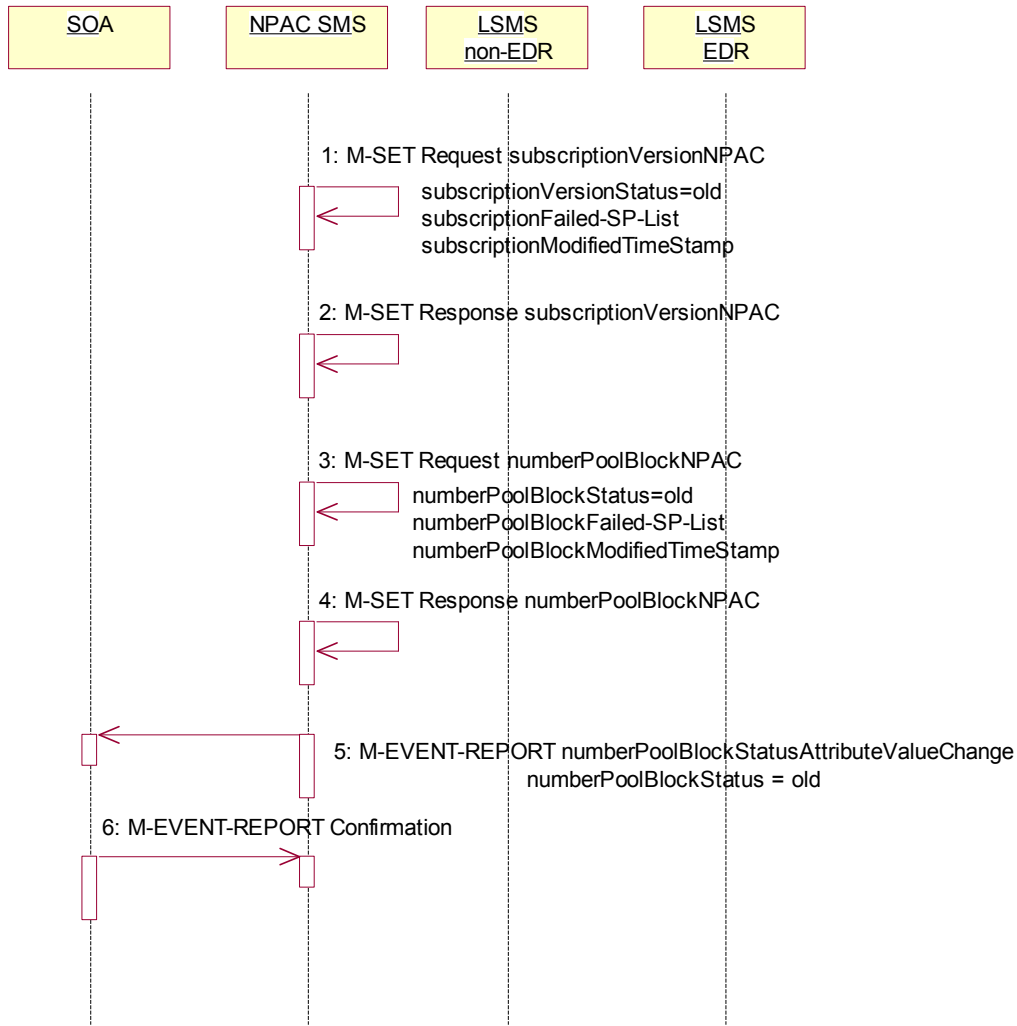 SOA
NPAC SMS
LSMS
non-EDR
LSMS
EDR
1: M-SET Request subscriptionVersionNPAC
subscriptionVersionStatus=old
subscriptionFailed-SP-List
subscriptionModifiedTimeStamp
2: M-SET Response subscriptionVersionNPAC
3: M-SET Request numberPoolBlockNPAC
numberPoolBlockStatus=old
numberPoolBlockFailed-SP-List
numberPoolBlockModifiedTimeStamp
4: M-SET Response numberPoolBlockNPAC
5: M-EVENT-REPORT numberPoolBlockStatusAttributeValueChange
numberPoolBlockStatus = old
6: M-EVENT-REPORT Confirmation